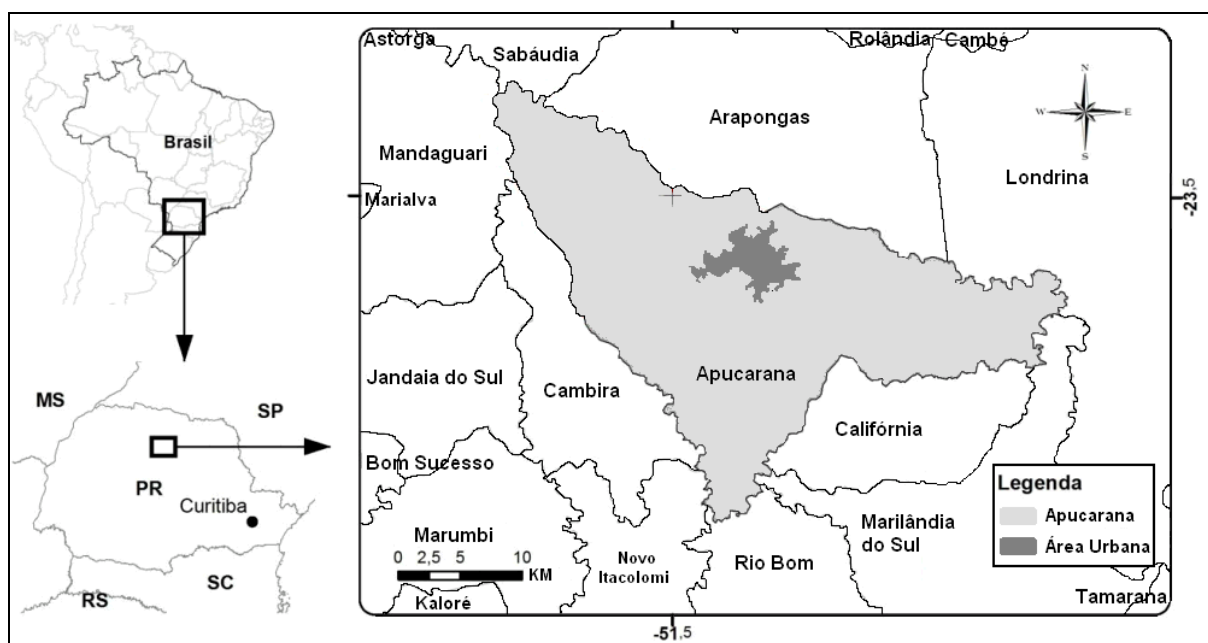 Brasil
MS
SP
PR
Curitiba
SC
RS
Astorga
Sabáudia
Rolândia
Cambé
Arapongas
N
W
E
S
Mandaguari
Londrina
Marialva
-23,5
Jandaia do Sul
Cambira
Apucarana
Califórnia
Bom Sucesso
Legenda
Apucarana
Área Urbana
Marumbi
0 2,5 5 10
KM
Novo
Itacolomi
Rio Bom
Marilândia
do Sul
Kaloré
Tamarana
-51,5